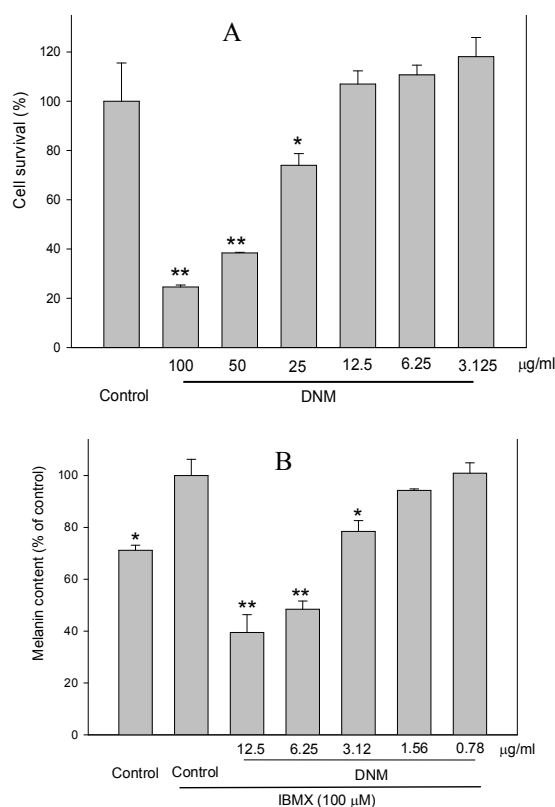 A
Cell survival (%)
120
100
80
60
40
20
0
*
**
**
100 50 25 12.5 6.25 3.125 μg/ml
Control DNM
B
Melanin content (% of control)
120
100
80
60
40
20
0
*
*
**
**
12.5 6.25 3.12 1.56 0.78 μg/ml
Control Control DNM
IBMX (100 μM)